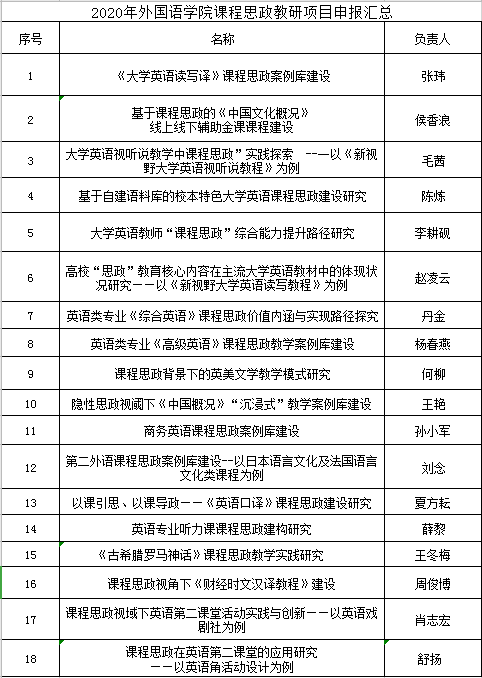 2020年外国语学院课程思政教研项目申报汇总
序号 名称 负责人
1 《大学英语读写译》课程思政案例库建设 张玮
2 基于课程思政的《中国文化概况》
线上线下辅助金课课程建设 侯香浪
3 大学英语视听说教学中课程思政”实践探索 --—以《新视
野大学英语视听说教程》为例 毛茜
4 基于自建语料库的校本特色大学英语课程思政建设研究 陈炼
5 大学英语教师“课程思政”综合能力提升路径研究 李耕砚
6 高校“思政”教育核心内容在主流大学英语教材中的体现状
况研究——以《新视野大学英语读写教程》为例 赵凌云
7 英语类专业《综合英语》课程思政价值内涵与实现路径探究 丹金
8 英语类专业《高级英语》课程思政教学案例库建设 杨春燕
9 课程思政背景下的英美文学教学模式研究 何柳
10 隐性思政视阈下《中国概况》“沉浸式”教学案例库建设 王艳
11 商务英语课程思政案例库建设 孙小军
12 第二外语课程思政案例库建设--以日本语言文化及法国语言
文化类课程为例 刘念
13 以课引思、以课导政——《英语口译》课程思政建设研究 夏方耘
14 英语专业听力课课程思政建构研究 薛黎
15 《古希腊罗马神话》课程思政教学实践研究 王冬梅
16 课程思政视角下《财经时文汉译教程》建设 周俊博
17 课程思政视域下英语第二课堂活动实践与创新——以英语戏
剧社为例 肖志宏
18 课程思政在英语第二课堂的应用研究
——以英语角活动设计为例 舒扬